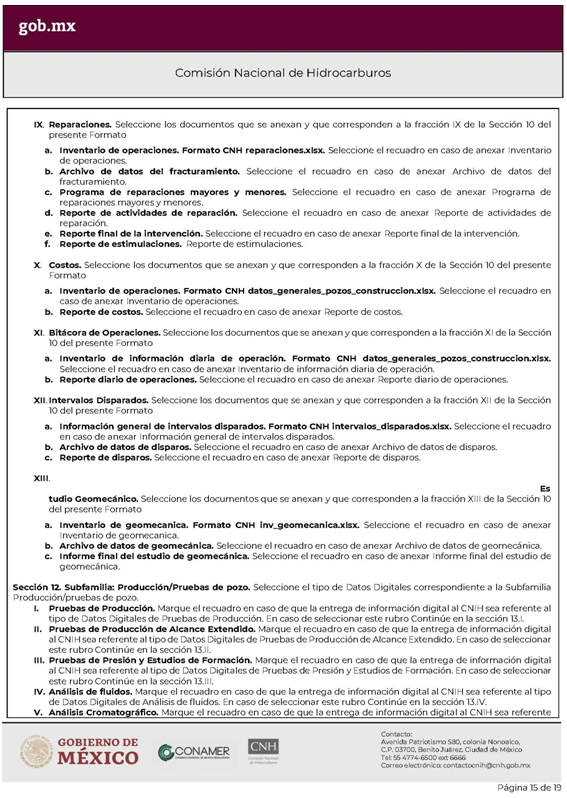 gob.mx
Comisión Nacional de Hidrocarburos
IX. Reparaciones. Seleccione los documentos que se anexan y que corresponden a la fracción IX de la Sección 10 del
presente Formato
a. Inventario de operaciones. Formato CNH reparaciones.xlsx. Seleccione el recuadro en caso de anexar Inventario
de operaciones.
b. Archivo de datos del fracturamiento. Seleccione el recuadro en caso de anexar Archivo de datos del
fracturamiento.
c. Programa de reparaciones mayores y menores. Seleccione el recuadro en caso de anexar Programa de
reparaciones mayores y menores.
d. Reporte de actividades de reparación. Seleccione el recuadro en caso de anexar Reporte de actividades de
reparación.
e. Reporte final de la intervención. Seleccione el recuadro en caso de anexar Reporte final de la intervención.
f. Reporte de estimulaciones. Reporte de estimulaciones.
X. Costos. Seleccione los documentos que se anexan y que corresponden a la fracción X de la Sección 10 del presente
Formato
a. Inventario de operaciones. Formato CNH datos_generales_pozos_construccion.xlsx. Seleccione el recuadro en
caso de anexar Inventario de operaciones.
b. Reporte de costos. Seleccione el recuadro en caso de anexar Reporte de costos.
XI. Bitácora de Operaciones. Seleccione los documentos que se anexan y que corresponden a la fracción XI de la Sección
10 del presente Formato
a. Inventario de información diaria de operación. Formato CNH datos_generales_pozos_construccion.xlsx.
Seleccione el recuadro en caso de anexar Inventario de información diaria de operación.
b. Reporte diario de operaciones. Seleccione el recuadro en caso de anexar Reporte diario de operaciones.
XII. Intervalos Disparados. Seleccione los documentos que se anexan y que corresponden a la fracción XII de la Sección
10 del presente Formato
a. Información general de intervalos disparados. Formato CNH intervalos_disparados.xlsx. Seleccione el recuadro
en caso de anexar Información general de intervalos disparados.
b. Archivo de datos de disparos. Seleccione el recuadro en caso de anexar Archivo de datos de disparos.
c. Reporte de disparos. Seleccione el recuadro en caso de anexar Reporte de disparos.
XIII.
Es
tudio Geomecánico. Seleccione los documentos que se anexan y que corresponden a la fracción XIII de la Sección 10
del presente Formato
a. Inventario de geomecanica. Formato CNH inv_geomecanica.xlsx. Seleccione el recuadro en caso de anexar
Inventario de geomecanica.
b. Archivo de datos de geomecánica. Seleccione el recuadro en caso de anexar Archivo de datos de geomecánica.
c. Informe final del estudio de geomecánica. Seleccione el recuadro en caso de anexar Informe final del estudio de
geomecánica.
Sección 12. Subfamilia: Producción/Pruebas de pozo. Seleccione el tipo de Datos Digitales correspondiente a la Subfamilia
Producción/pruebas de pozo.
I. Pruebas de Producción. Marque el recuadro en caso de que la entrega de información digital al CNIH sea referente al
tipo de Datos Digitales de Pruebas de Producción. En caso de seleccionar este rubro Continúe en la sección 13.I.
II. Pruebas de Producción de Alcance Extendido. Marque el recuadro en caso de que la entrega de información digital
al CNIH sea referente al tipo de Datos Digitales de Pruebas de Producción de Alcance Extendido. En caso de seleccionar
este rubro Continúe en la sección 13.II.
III. Pruebas de Presión y Estudios de Formación. Marque el recuadro en caso de que la entrega de información digital
al CNIH sea referente al tipo de Datos Digitales de Pruebas de Presión y Estudios de Formación. En caso de seleccionar
este rubro Continúe en la sección 13.III.
IV. Análisis de fluidos. Marque el recuadro en caso de que la entrega de información digital al CNIH sea referente al tipo
de Datos Digitales de Análisis de fluidos. En caso de seleccionar este rubro Continúe en la sección 13.IV.
V. Análisis Cromatográfico. Marque el recuadro en caso de que la entrega de información digital al CNIH sea referente
GOBIERNO DE
MÉXICO
CONAMER
CNH
Comisión Nacional
de Hidrocarburos
Contacto:
Avenida Patriotismo 580, colonia Nonoalco,
C.P. 03700, Benito Juárez, Ciudad de México
Tel: 55 4774-6500 ext 6666
Correo electrónico: contactocnih@cnh.gob.mx
Página 15 de 19